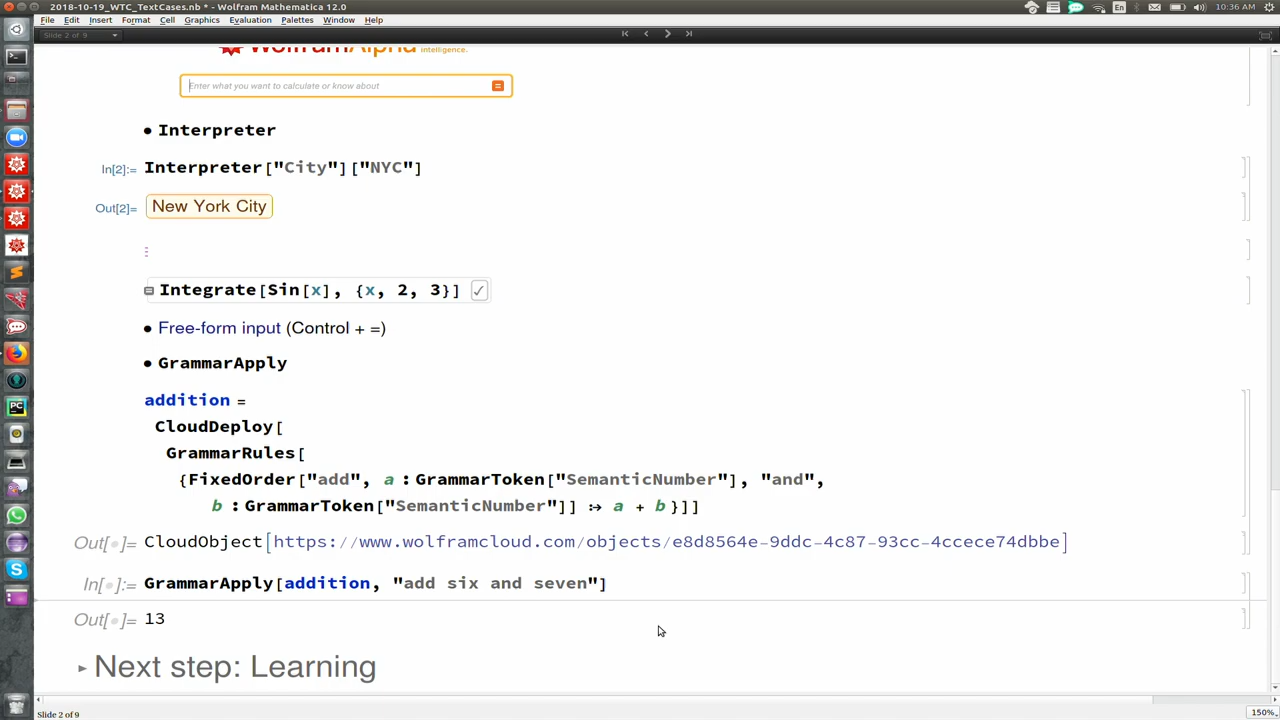 2018-10-19_WTC_TextCases.nb * - Wolfram Mathematica 12.0
En
10:36 AM
File Edit Insert Format Cell Graphics Evaluation Palettes Window Help
Slide 2 of 9
WolframAlpha intelligence.
Enter what you want to calculate or know about
• Interpreter
In[2]:= Interpreter["City"]["NYC"]
Out[2]= New York City
Integrate[Sin[x], {x, 2, 3}]
• Free-form input (Control + =)
• GrammarApply
addition =
CloudDeploy[
GrammarRules[
{FixedOrder["add", a : GrammarToken["SemanticNumber"], "and",
b : GrammarToken["SemanticNumber"]] :> a + b }]]
Out[•]= CloudObject[https://www.wolframcloud.com/objects/e8d8564e-9ddc-4c87-93cc-4ccece74dbbe]
In[•]:= GrammarApply[addition, "add six and seven"]
Out[•]= 13
Next step: Learning
Slide 2 of 9
150%